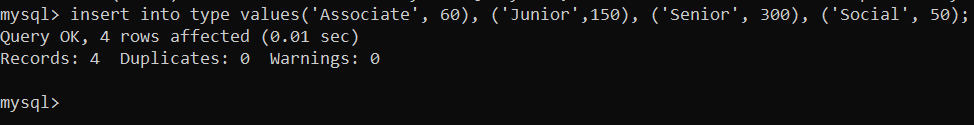 mysql> insert into type values('Associate', 60), ('Junior',150), ('Senior', 300), ('Social', 50);
Query OK, 4 rows affected (0.01 sec)
Records: 4  Duplicates: 0  Warnings: 0
mysql>